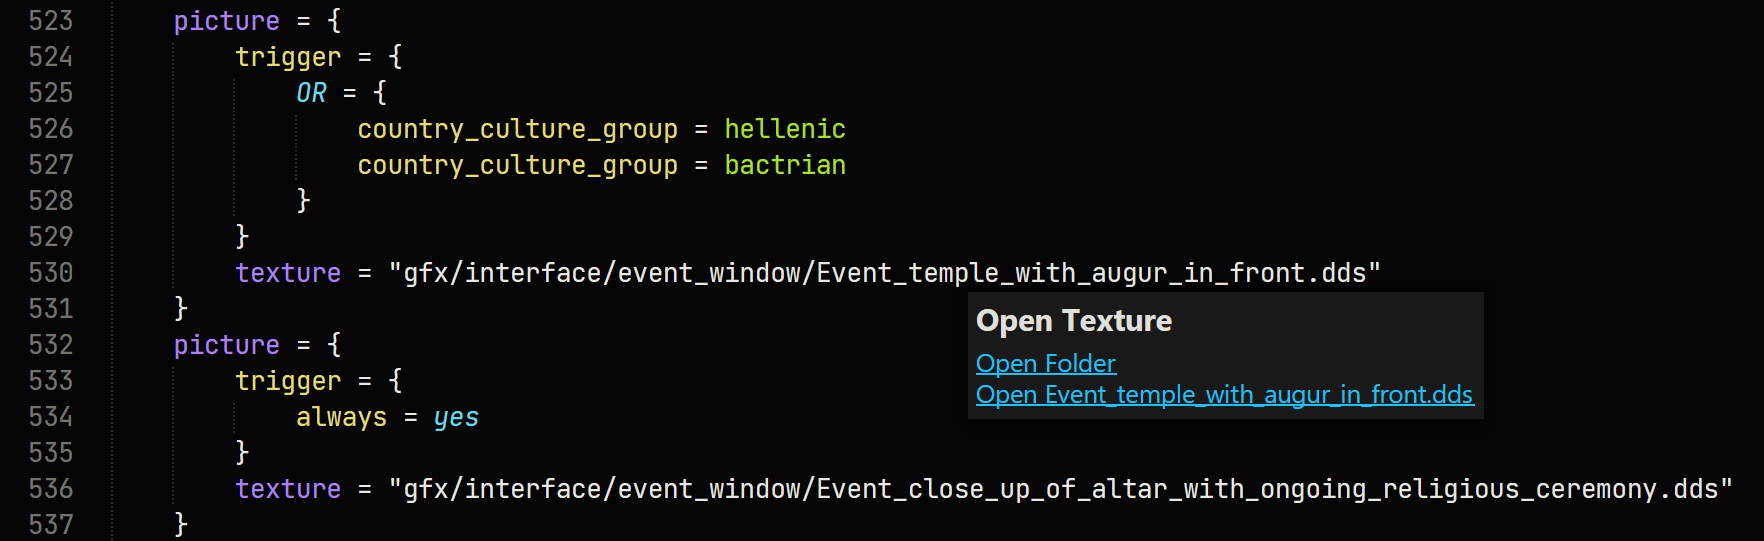 523 picture = {
524 trigger = {
525 OR = {
526 country_culture_group = hellenic
527 country_culture_group = bactrian
528 }
529 }
530 texture = "gfx/interface/event_window/Event_temple_with_augur_in_front.dds"
531 }
Open Texture
532 picture = {
Open Folder
533 trigger = {
Open Event_temple_with_augur_in_front.dds
534 always = yes
535 }
536 texture = "gfx/interface/event_window/Event_close_up_of_altar_with_ongoing_religious_ceremony.dds"
537 }